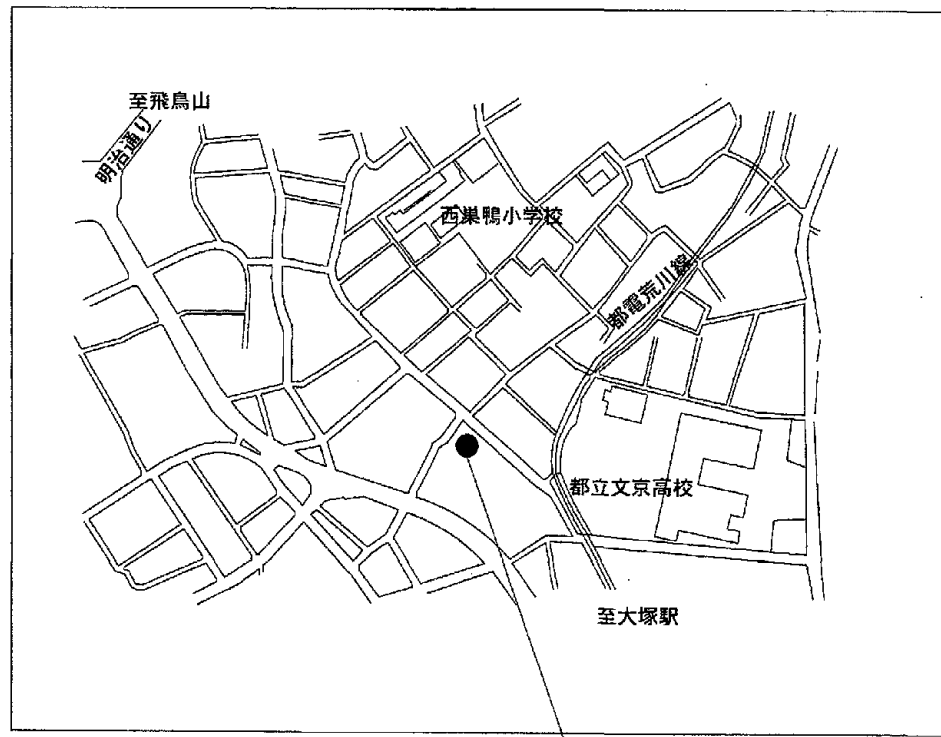 至飛鳥山
明治通り
西巣鴨小学校
都電荒川線
都立文京高校
至大塚駅